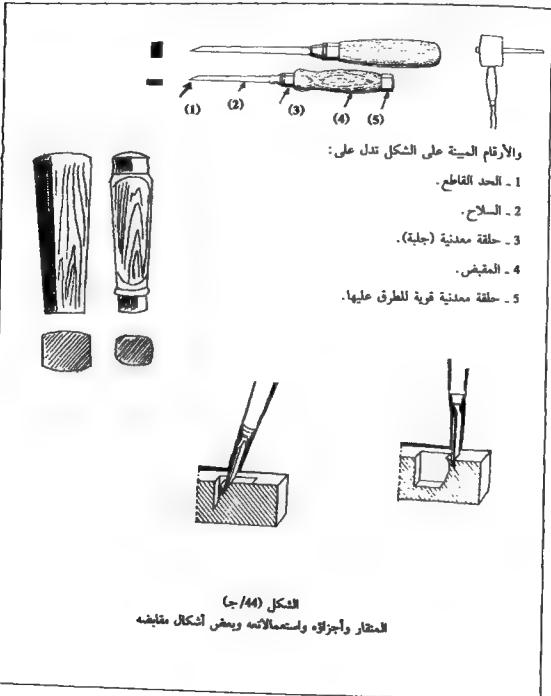 (1) (2) (3) (4) (5)
والأرقام المبينة على الشكل تدل على:
1 ـ الحد القاطع.
2 ـ السلاح.
3 ـ حلقة معدنية (جلبة).
4 ـ المقبض.
5 ـ حلقة معدنية قوية للطرق عليها.
الشكل (44/جـ)
المنقار وأجزاؤه واستعمالاتعه وبعض أشكال مقابضه